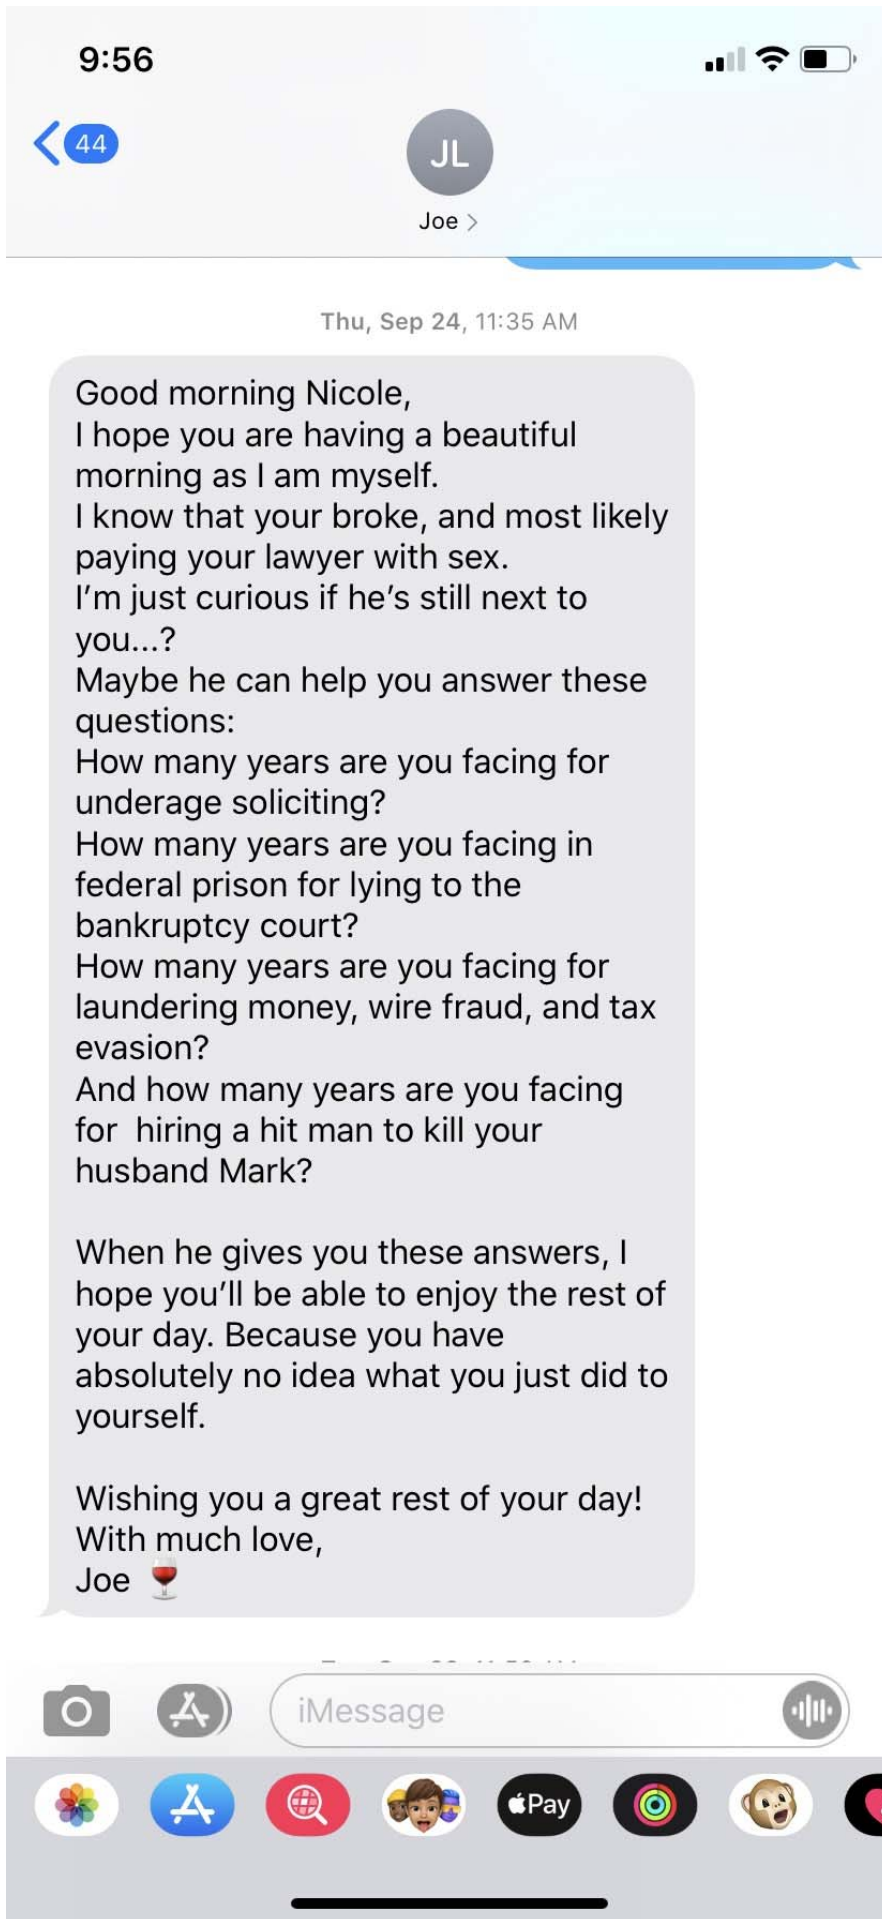 9:56
44
JL
Joe >
Thu, Sep 24, 11:35 AM
Good morning Nicole,
I hope you are having a beautiful
morning as I am myself.
I know that your broke, and most likely
paying your lawyer with sex.
I'm just curious if he's still next to
you...?
Maybe he can help you answer these
questions:
How many years are you facing for
underage soliciting?
How many years are you facing in
federal prison for lying to the
bankruptcy court?
How many years are you facing for
laundering money, wire fraud, and tax
evasion?
And how many years are you facing
for  hiring a hit man to kill your
husband Mark?
When he gives you these answers, I
hope you'll be able to enjoy the rest of
your day. Because you have
absolutely no idea what you just did to
yourself.
Wishing you a great rest of your day!
With much love,
Joe 🍷
iMessage
Pay